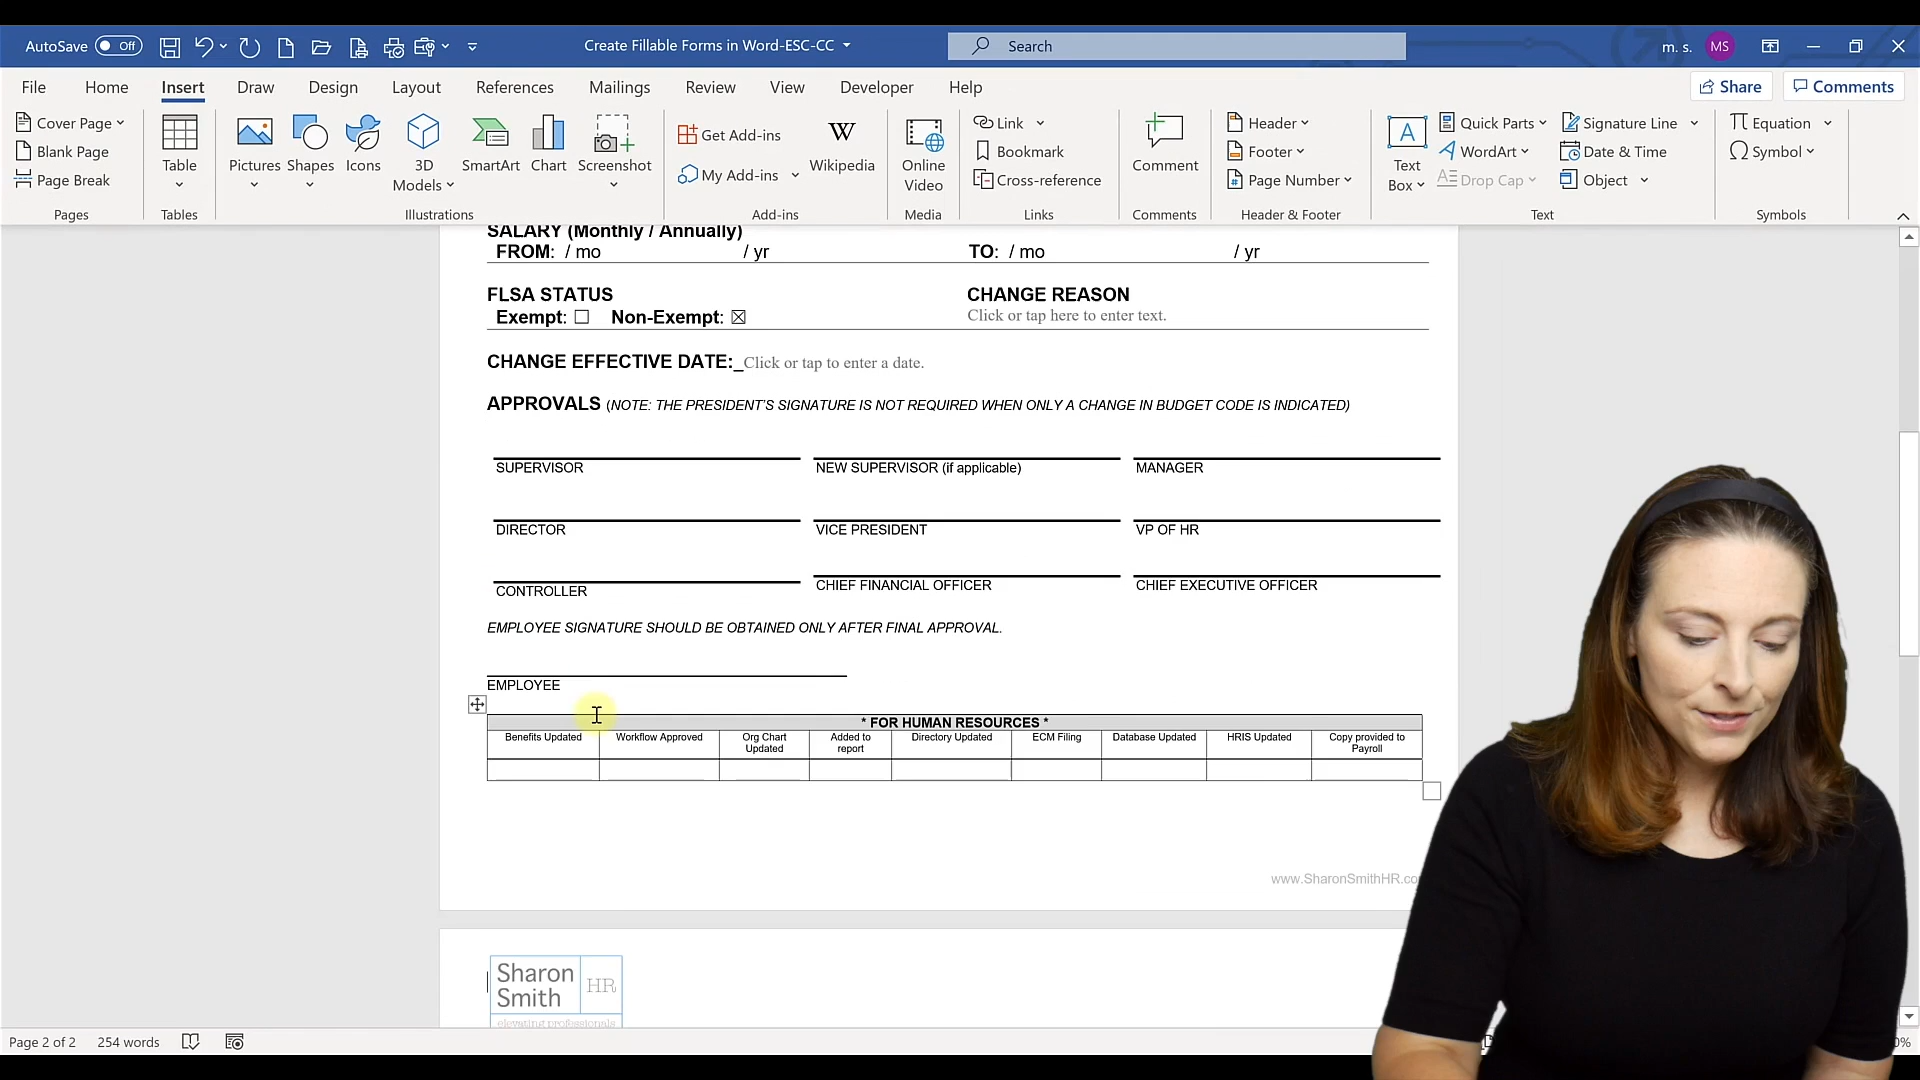 AutoSave Off Create Fillable Forms in Word-ESC-CC Search m. s. MS
File Home Insert Draw Design Layout References Mailings Review View Developer Help Share Comments
Cover Page
Blank Page
Page Break
Pages
Table
Tables
Pictures
Shapes
Icons
3D
Models
SmartArt
Chart
Screenshot
Illustrations
Get Add-ins
My Add-ins
Wikipedia
Add-ins
Online
Video
Media
Link
Bookmark
Cross-reference
Links
Comment
Comments
Header
Footer
Page Number
Header & Footer
Text
Box
Quick Parts
WordArt
Drop Cap
Signature Line
Date & Time
Object
Text
Equation
Symbol
Symbols
SALARY (Monthly / Annually)
FROM: / mo / yr TO: / mo / yr
FLSA STATUS CHANGE REASON
Exempt: ☐ Non-Exempt: ☒ Click or tap here to enter text.
CHANGE EFFECTIVE DATE:_Click or tap to enter a date.
APPROVALS (NOTE: THE PRESIDENT'S SIGNATURE IS NOT REQUIRED WHEN ONLY A CHANGE IN BUDGET CODE IS INDICATED)
SUPERVISOR NEW SUPERVISOR (if applicable) MANAGER
DIRECTOR VICE PRESIDENT VP OF HR
CONTROLLER CHIEF FINANCIAL OFFICER CHIEF EXECUTIVE OFFICER
EMPLOYEE SIGNATURE SHOULD BE OBTAINED ONLY AFTER FINAL APPROVAL.
EMPLOYEE
* FOR HUMAN RESOURCES *
Benefits Updated
Workflow Approved
Org Chart
Updated
Added to
report
Directory Updated
ECM Filing
Database Updated
HRIS Updated
Copy provided to
Payroll
www.SharonSmithHR.co
Sharon
Smith
HR
elevating professionals
Page 2 of 2 254 words